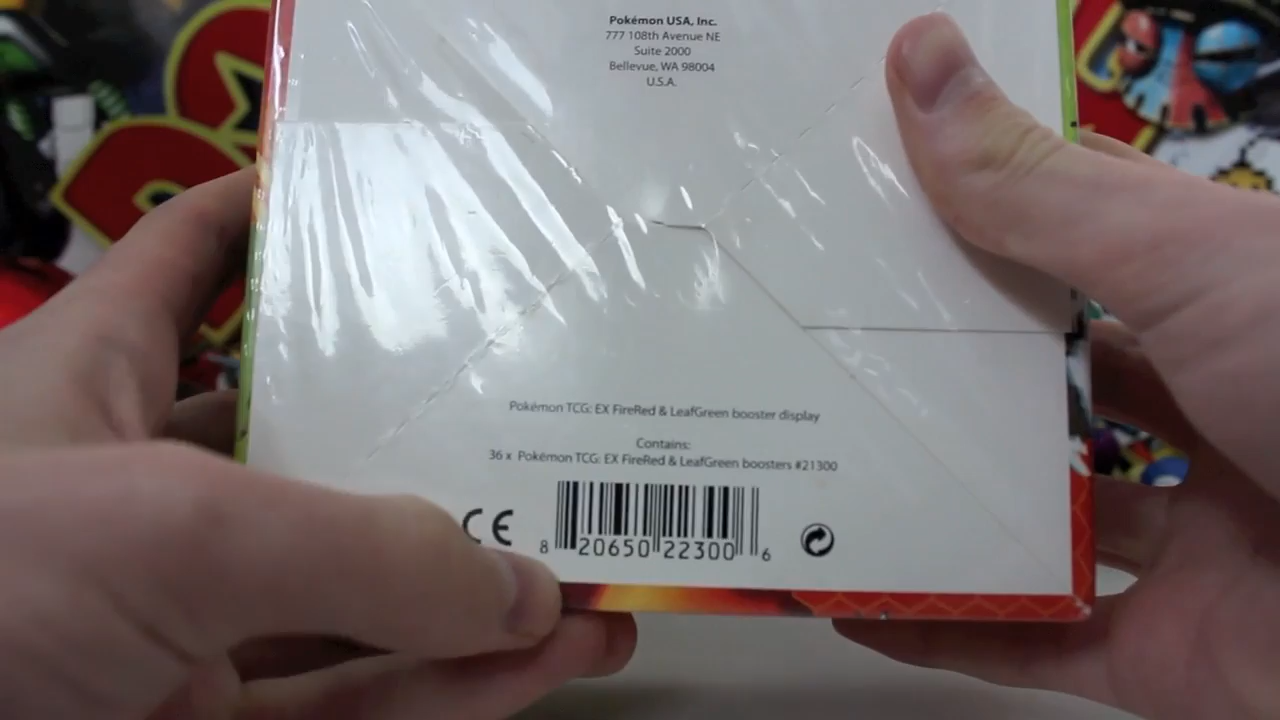 Pokémon USA, Inc.
777 108th Avenue NE
Suite 2000
Bellevue, WA 98004
U.S.A.
Pokémon TCG: EX FireRed & LeafGreen booster display
Contains:
36 x Pokémon TCG: EX FireRed & LeafGreen boosters #21300
CE
8 20650 22300 6